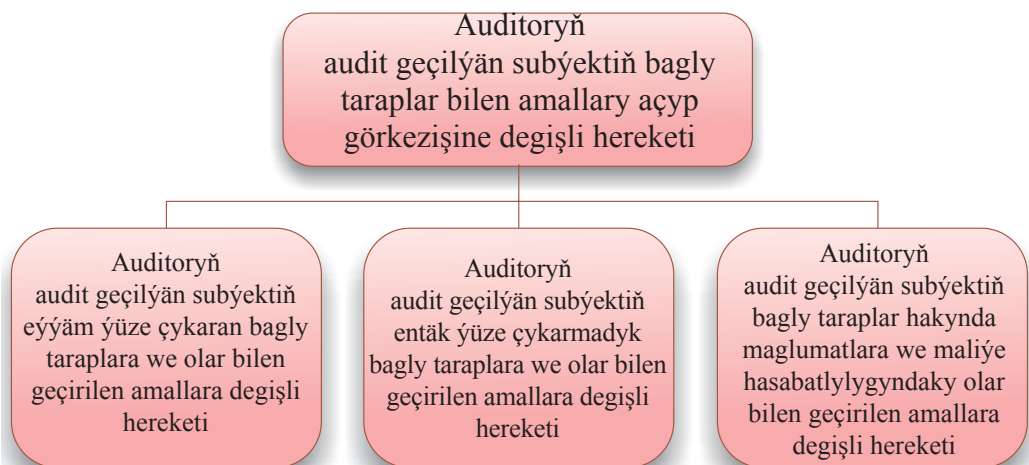 Auditoryň
audit geçilýän subýektiň bagly
taraplar bilen amallary açyp
görkezişine degişli hereketi
Auditoryň
audit geçilýän subýektiň
eýýäm ýüze çykaran bagly
taraplara we olar bilen
geçirilen amallara degişli
hereketi
Auditoryň
audit geçilýän subýektiň
entäk ýüze çykarmadyk
bagly taraplara we olar bilen
geçirilen amallara degişli
hereketi
Auditoryň
audit geçilýän subýektiň
bagly taraplar hakynda
maglumatlara we maliýe
hasabatlylygyndaky olar
bilen geçirilen amallara
degişli hereketi